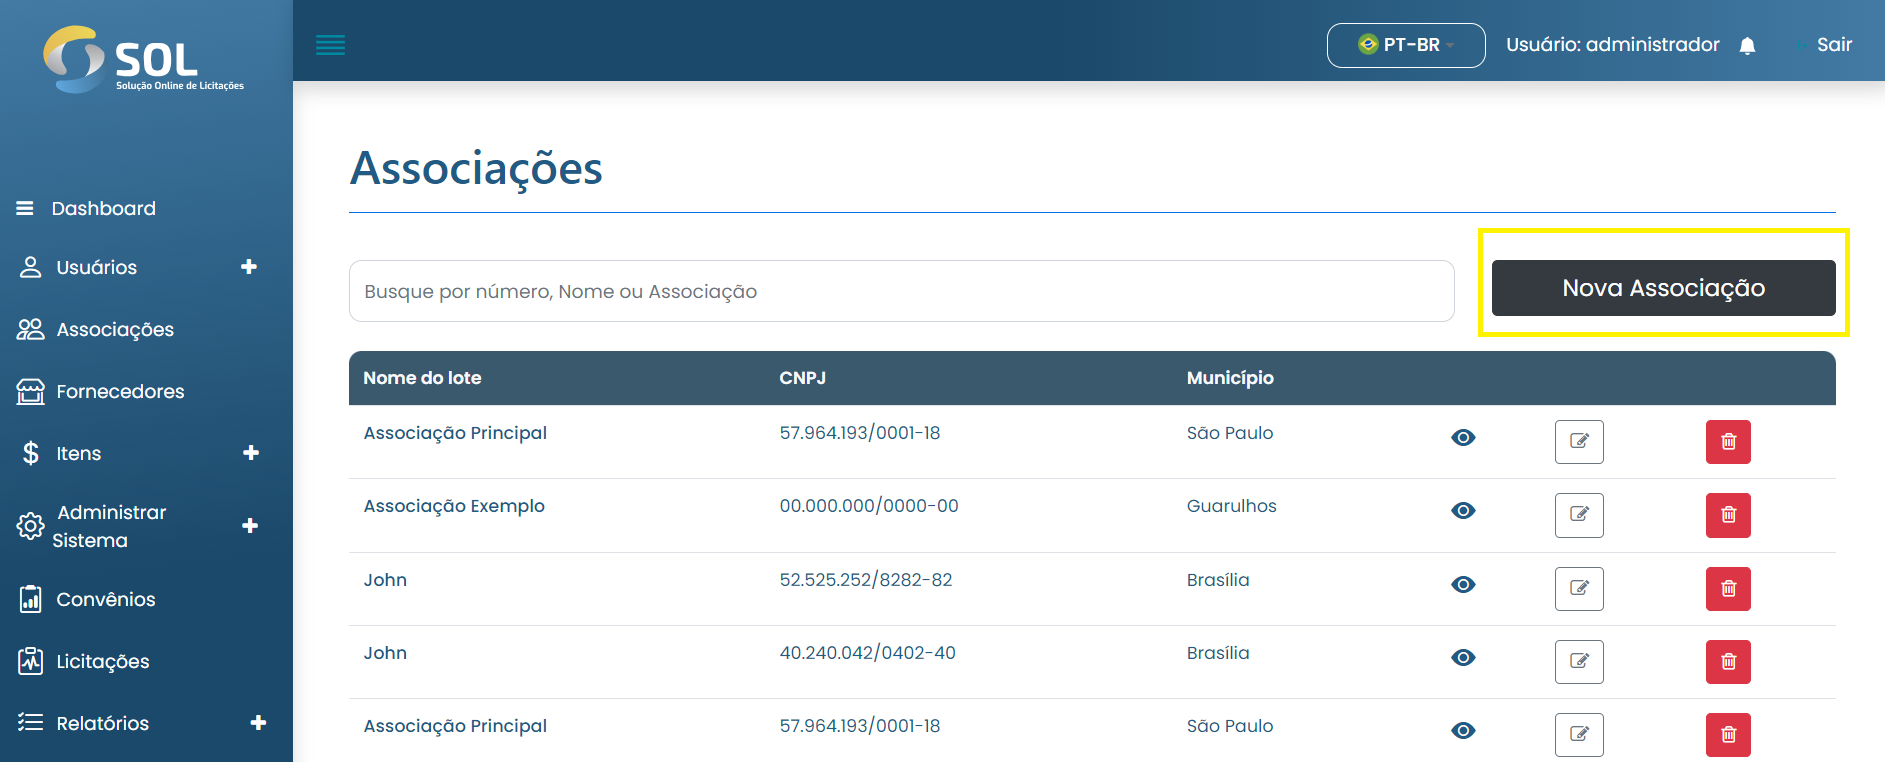 SOL
Solução Online de Licitações
PT-BR
Usuário: administrador
Sair
Dashboard
Usuários
Associações
Fornecedores
Itens
Administrar
Sistema
Convênios
Licitações
Relatórios
Associações
Busque por número, Nome ou Associação
Nova Associação
Nome do lote CNPJ Município
Associação Principal 57.964.193/0001-18 São Paulo
Associação Exemplo 00.000.000/0000-00 Guarulhos
John 52.525.252/8282-82 Brasília
John 40.240.042/0402-40 Brasília
Associação Principal 57.964.193/0001-18 São Paulo